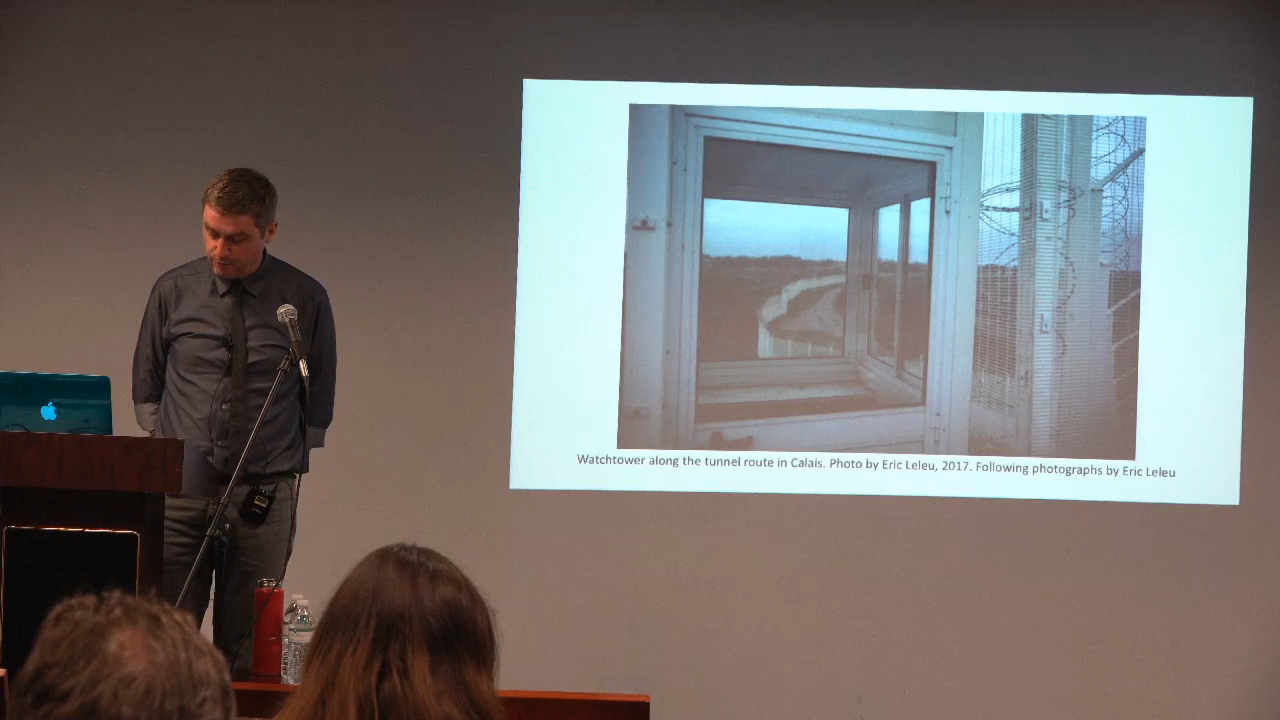 Watchtower along the tunnel route in Calais. Photo by Eric Leleu, 2017. Following photographs by Eric Leleu